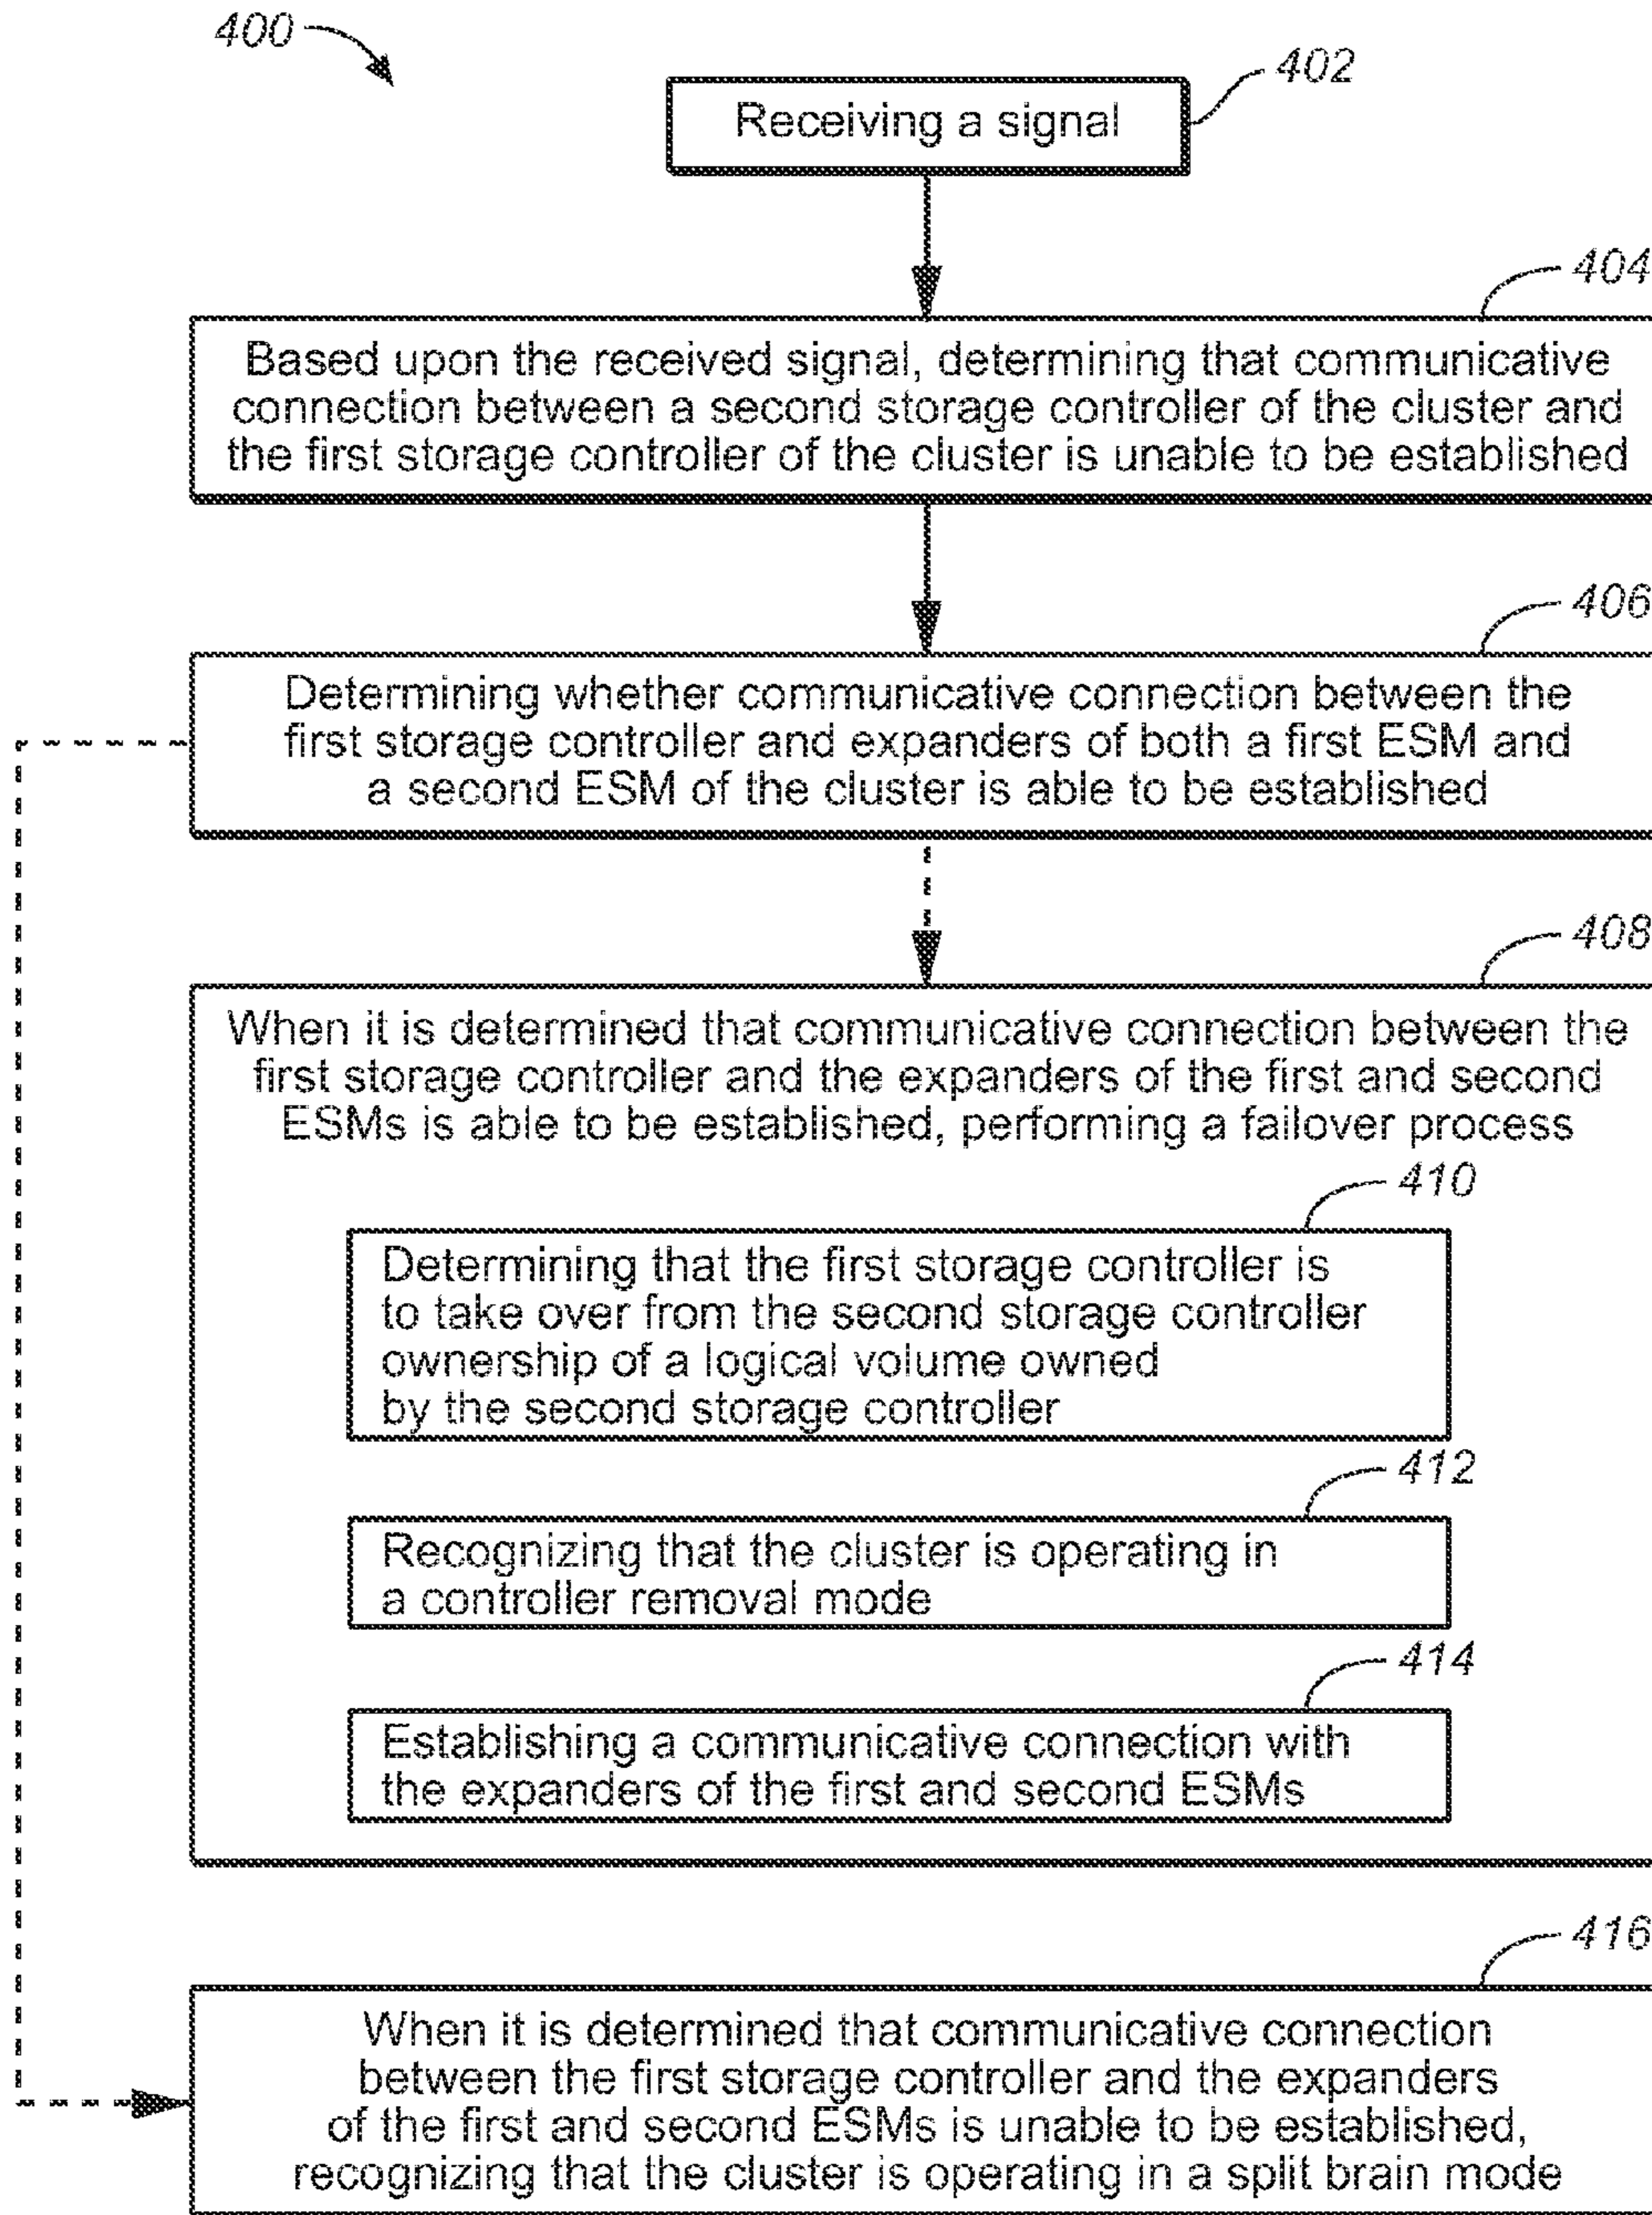 400
402
Receiving a signal
404
Based upon the received signal, determining that communicative
connection between a second storage controller of the cluster and
the first storage controller of the cluster is unable to be established
406
Determining whether communicative connection between the
first storage controller and expanders of both a first ESM and
a second ESM of the cluster is able to be established
408
When it is determined that communicative connection between the
first storage controller and the expanders of the first and second
ESMs is able to be established, performing a failover process
410
Determining that the first storage controller is
to take over from the second storage controller
ownership of a logical volume owned
by the second storage controller
412
Recognizing that the cluster is operating in
a controller removal mode
414
Establishing a communicative connection with
the expanders of the first and second ESMs
416
When it is determined that communicative connection
between the first storage controller and the expanders
of the first and second ESMs is unable to be established,
recognizing that the cluster is operating in a split brain mode